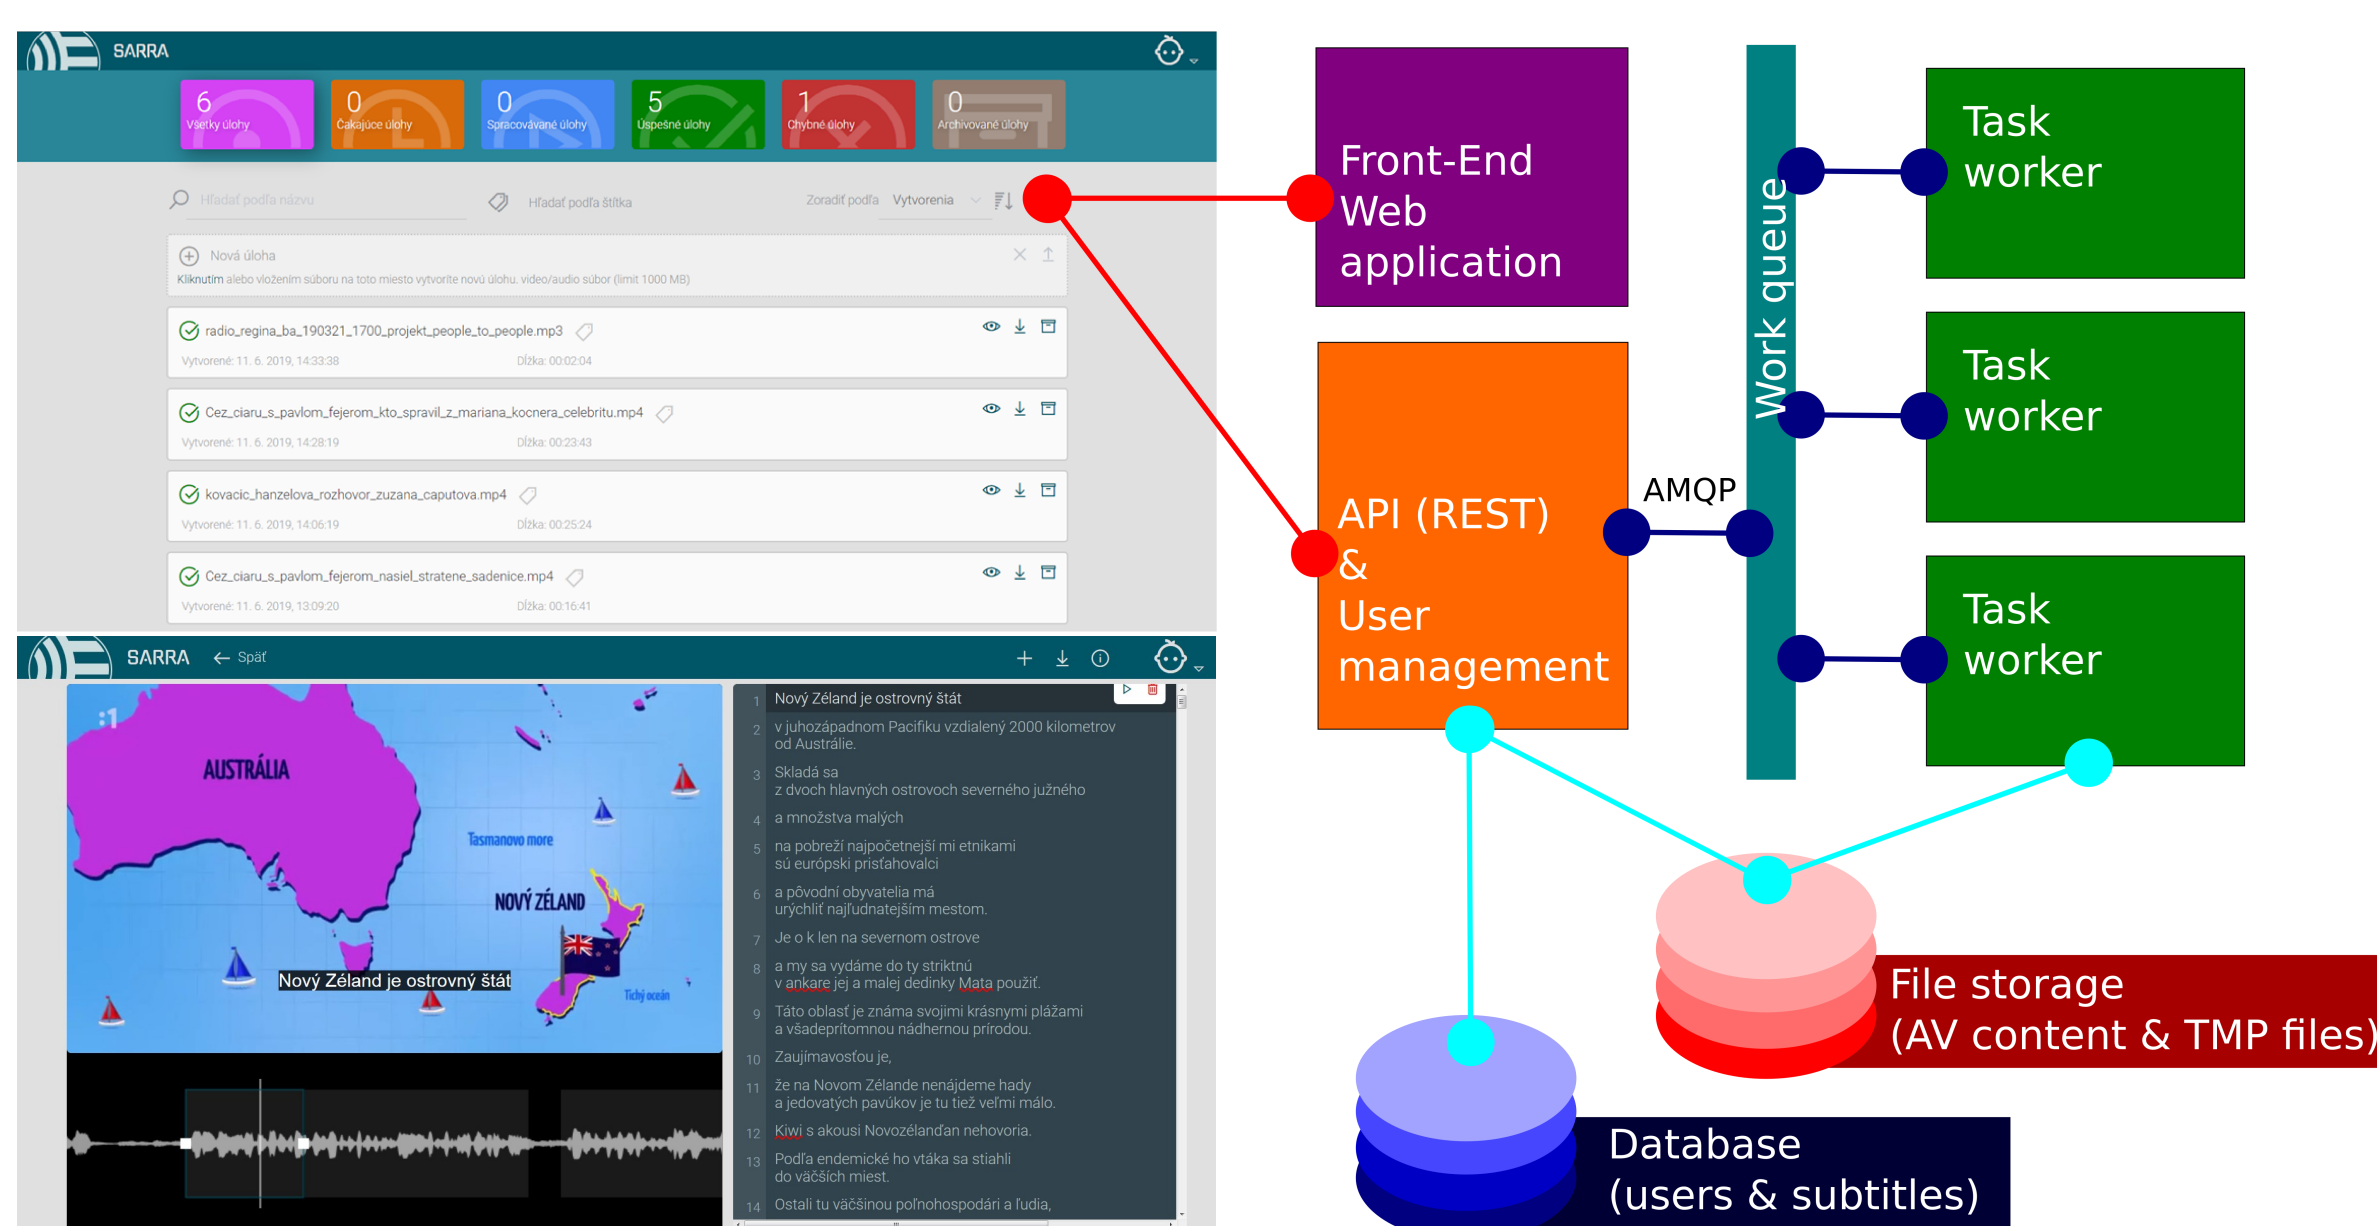 SARRA
6
Všetky úlohy
0
Čakajúce úlohy
0
Spracovávané úlohy
5
Úspešné úlohy
1
Chybné úlohy
0
Archivované úlohy
Hľadať podľa názvu
Hľadať podľa štítka
Zoradiť podľa Vytvorenia
Nová úloha
Kliknutím alebo vložením súboru na toto miesto vytvoríte novú úlohu. video/audio súbor (limit 1000 MB)
radio_regina_ba_190321_1700_projekt_people_to_people.mp3
Vytvorené: 11. 6. 2019, 14:33:38 Dĺžka: 00:02:04
Cez_ciaru_s_pavlom_fejerom_kto_spravil_z_mariana_kocnera_celebritu.mp4
Vytvorené: 11. 6. 2019, 14:28:19 Dĺžka: 00:23:43
kovacic_hanzelova_rozhovor_zuzana_caputova.mp4
Vytvorené: 11. 6. 2019, 14:06:19 Dĺžka: 00:25:24
Cez_ciaru_s_pavlom_fejerom_nasiel_stratene_sadenice.mp4
Vytvorené: 11. 6. 2019, 13:09:20 Dĺžka: 00:16:41
SARRA Späť
:1
AUSTRÁLIA
Tasmanovo more
NOVÝ ZÉLAND
Nový Zéland je ostrovný štát
Tichý oceán
1 Nový Zéland je ostrovný štát
2 v juhozápadnom Pacifiku vzdialený 2000 kilometrov
od Austrálie.
3 Skladá sa
z dvoch hlavných ostrovoch severného južného
4 a množstva malých
5 na pobreží najpočetnejší mi etnikami
sú európski prisťahovalci
6 a pôvodní obyvatelia má
urýchliť najľudnatejším mestom.
7 Je o k len na severnom ostrove
8 a my sa vydáme do ty striktnú
v ankare jej a malej dedinky Mata použiť.
9 Táto oblasť je známa svojimi krásnymi plážami
a všadeprítomnou nádhernou prírodou.
10 Zaujímavosťou je,
11 že na Novom Zélande nenájdeme hady
a jedovatých pavúkov je tu tiež veľmi málo.
12 Kiwi s akousi Novozélanďan nehovoria.
13 Podľa endemické ho vtáka sa stiahli
do väčších miest.
14 Ostali tu väčšinou poľnohospodári a ľudia,
Front-End
Web
application
API (REST)
&
User
management
AMQP
Work queue
Task
worker
Task
worker
Task
worker
File storage
(AV content & TMP files)
Database
(users & subtitles)